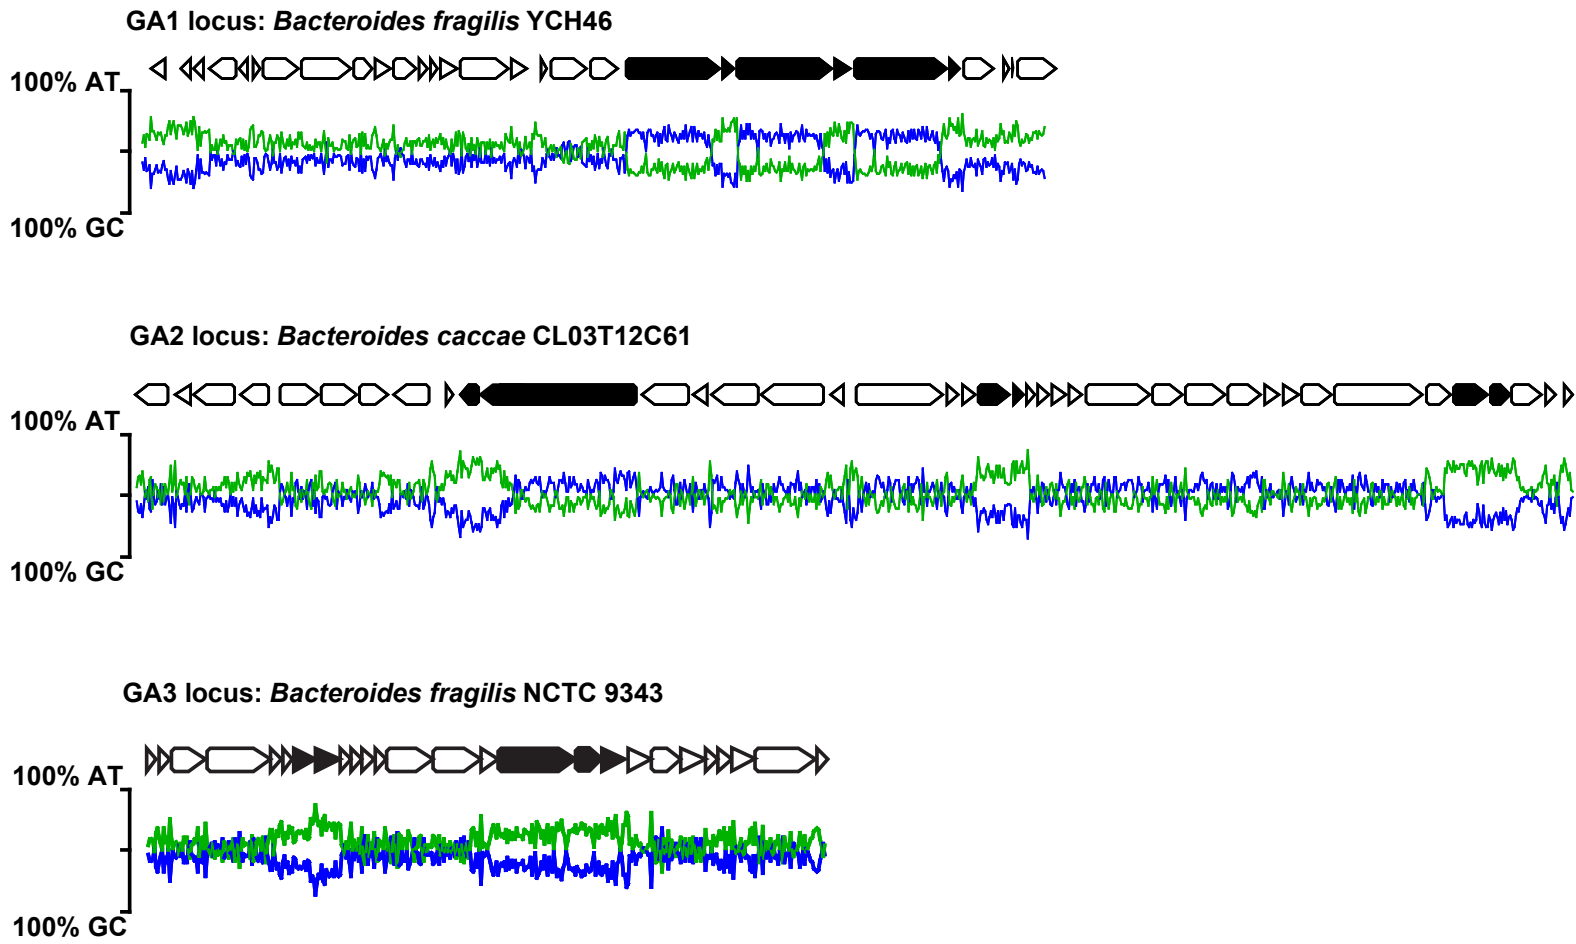 GA1 locus: Bacteroides fragilis YCH46
100% AT
100% GC
GA2 locus: Bacteroides caccae CL03T12C61
100% AT
100% GC
GA3 locus: Bacteroides fragilis NCTC 9343
100% AT
100% GC